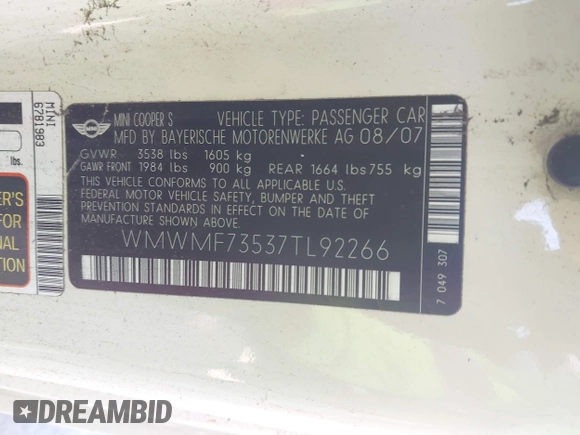 MINI COOPER S VEHICLE TYPE: PASSENGER CAR
MFD BY BAYERISCHE MOTORENWERKE AG 08/07
GVWR 3538 lbs 1605 kg
GAWR FRONT 1984 lbs 900 kg REAR 1664 lbs 755 kg
THIS VEHICLE CONFORMS TO ALL APPLICABLE U.S.
FEDERAL MOTOR VEHICLE SAFETY, BUMPER AND THEFT
PREVENTION STANDARDS IN EFFECT ON THE DATE OF
MANUFACTURE SHOWN ABOVE.
WMWMF73537TL92266
7 049 307
MINI
6781983
lbs.
ER'S
FOR
NAL
TION
DREAMBID